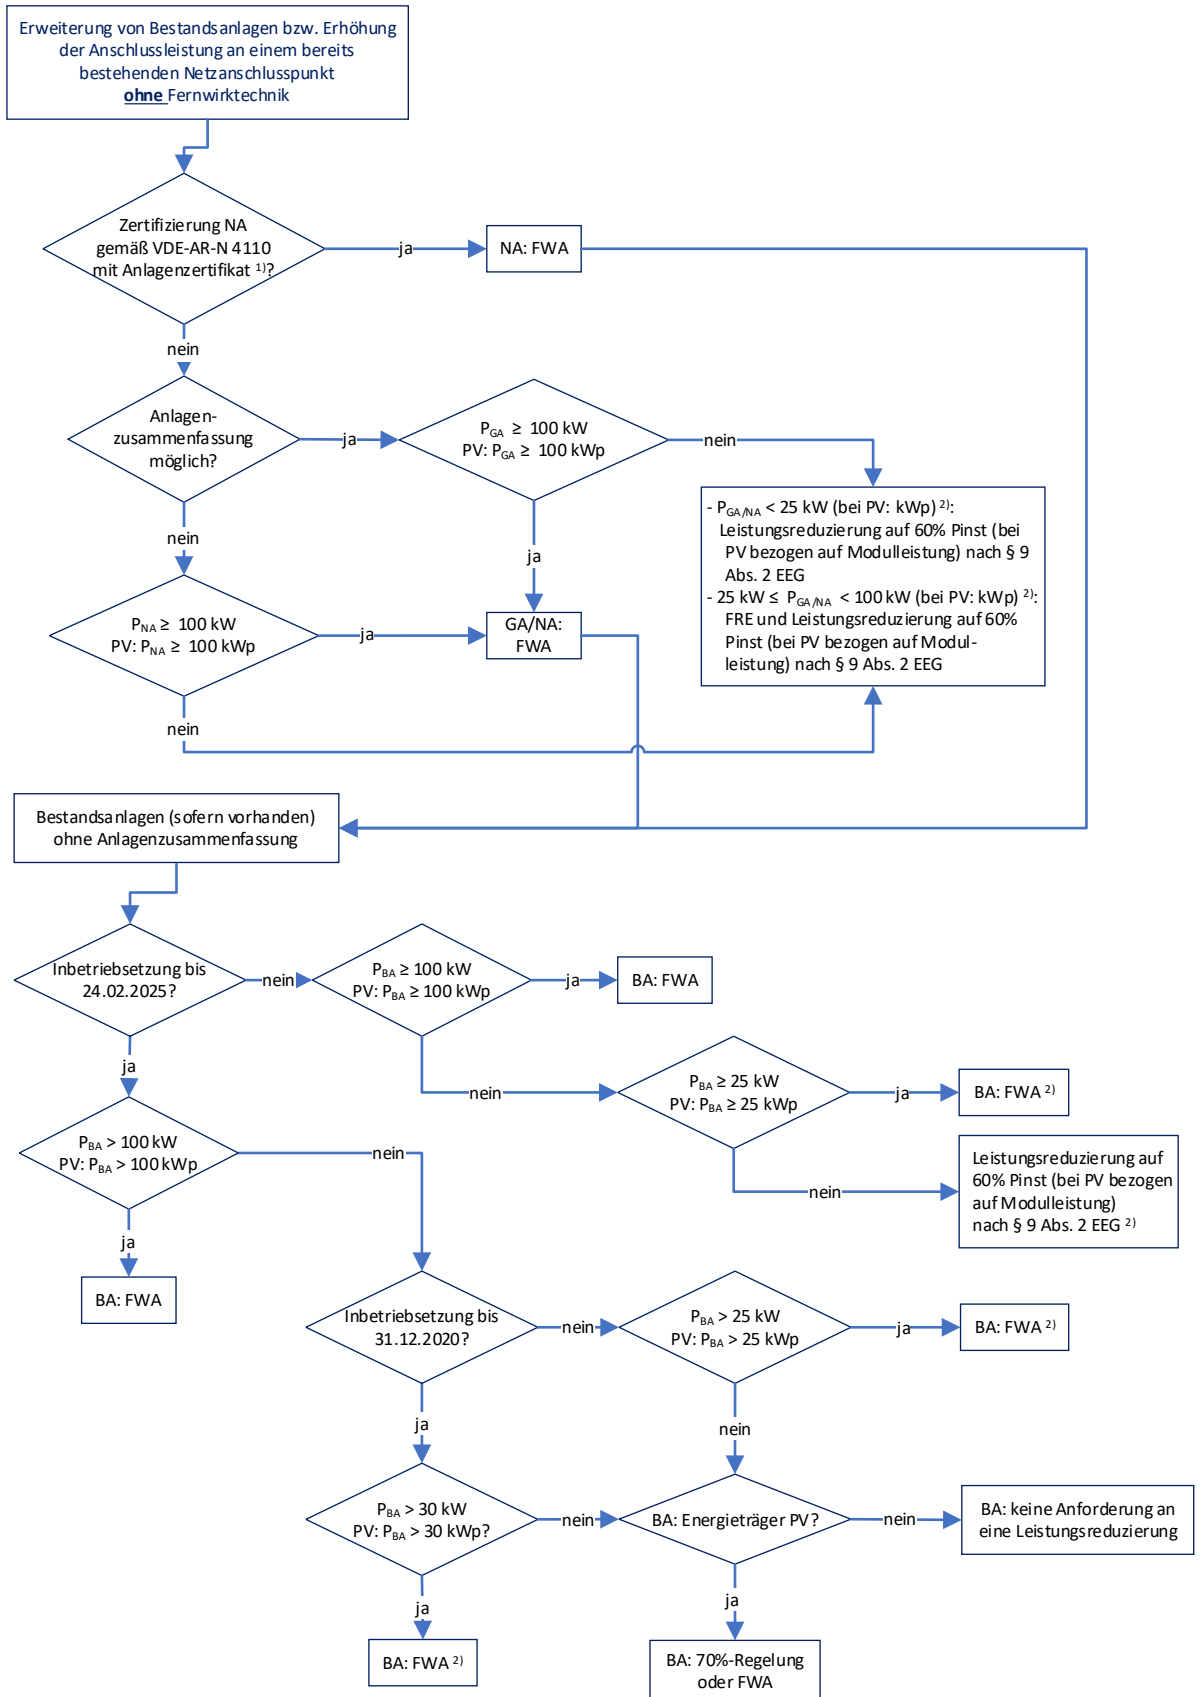 Erweiterung von Bestandsanlagen bzw. Erhöhung
der Anschlussleistung an einem bereits
bestehenden Netzanschlusspunkt
ohne Fernwirktechnik
Zertifizierung NA
gemäß VDE-AR-N 4110
mit Anlagenzertifikat 1)?
ja
NA: FWA
nein
Anlagen-
zusammenfassung
möglich?
ja
PGA ≥ 100 kW
PV: PGA ≥ 100 kWp
nein
- PGA/NA < 25 kW (bei PV: kWp) 2):
Leistungsreduzierung auf 60% Pinst (bei
PV bezogen auf Modulleistung) nach § 9
Abs. 2 EEG
- 25 kW ≤ PGA/NA < 100 kW (bei PV: kWp) 2):
FRE und Leistungsreduzierung auf 60%
Pinst (bei PV bezogen auf Modul-
leistung) nach § 9 Abs. 2 EEG
nein
ja
PNA ≥ 100 kW
PV: PNA ≥ 100 kWp
ja
GA/NA:
FWA
nein
Bestandsanlagen (sofern vorhanden)
ohne Anlagenzusammenfassung
Inbetriebsetzung bis
24.02.2025?
nein
PBA ≥ 100 kW
PV: PBA ≥ 100 kWp
ja
BA: FWA
ja
nein
PBA ≥ 25 kW
PV: PBA ≥ 25 kWp
ja
BA: FWA 2)
PBA > 100 kW
PV: PBA > 100 kWp
nein
nein
Leistungsreduzierung auf
60% Pinst (bei PV bezogen
auf Modulleistung)
nach § 9 Abs. 2 EEG 2)
ja
BA: FWA
Inbetriebsetzung bis
31.12.2020?
nein
PBA > 25 kW
PV: PBA > 25 kWp
ja
BA: FWA 2)
ja
nein
PBA > 30 kW
PV: PBA > 30 kWp?
nein
BA: Energieträger PV?
nein
BA: keine Anforderung an
eine Leistungsreduzierung
ja
ja
BA: FWA 2)
BA: 70%-Regelung
oder FWA